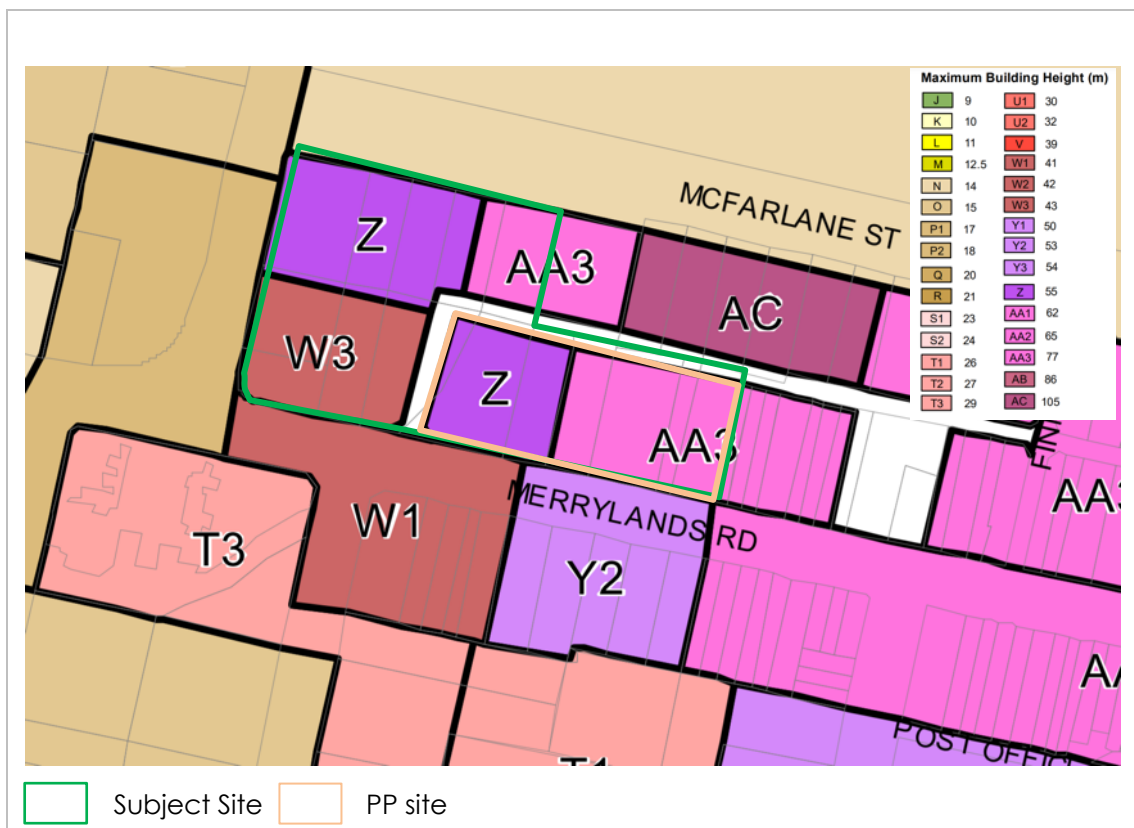 Maximum Building Height (m)
J 9 U1 30
K 10 U2 32
L 11 V 39
M 12.5 W1 41
N 14 W2 42
O 15 W3 43
P1 17 Y1 50
P2 18 Y2 53
Q 20 Y3 54
R 21 Z 55
S1 23 AA1 62
S2 24 AA2 65
T1 26 AA3 77
T2 27 AB 86
T3 29 AC 105
MCFARLANE ST
Z
AA3
AC
W3
Z
AA3
MERRYLANDS RD
W1
T3
Y2
POST OFFIC
Subject Site PP site